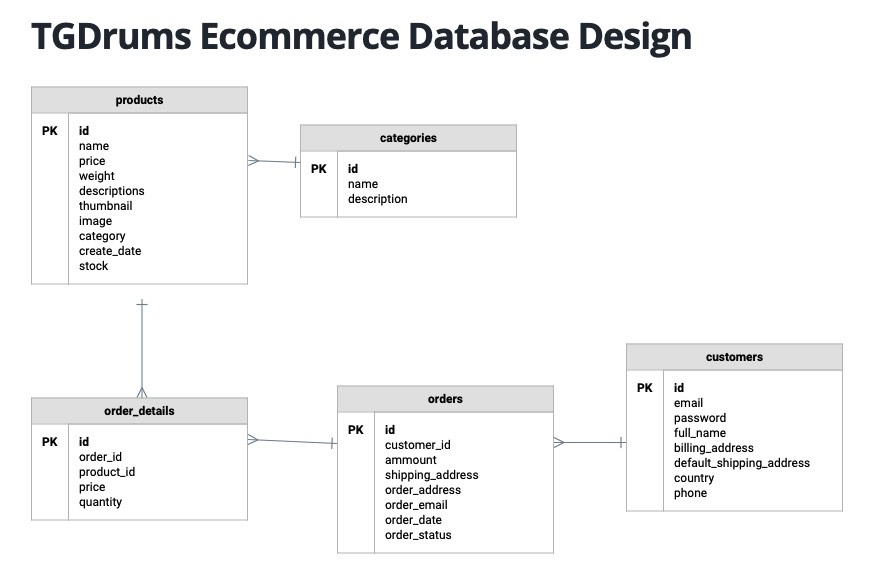 TGDrums Ecommerce Database Design
products
PK id
name
price
weight
descriptions
thumbnail
image
category
create_date
stock
categories
PK id
name
description
order_details
PK id
order_id
product_id
price
quantity
orders
PK id
customer_id
ammount
shipping_address
order_address
order_email
order_date
order_status
customers
PK id
email
password
full_name
billing_address
default_shipping_address
country
phone